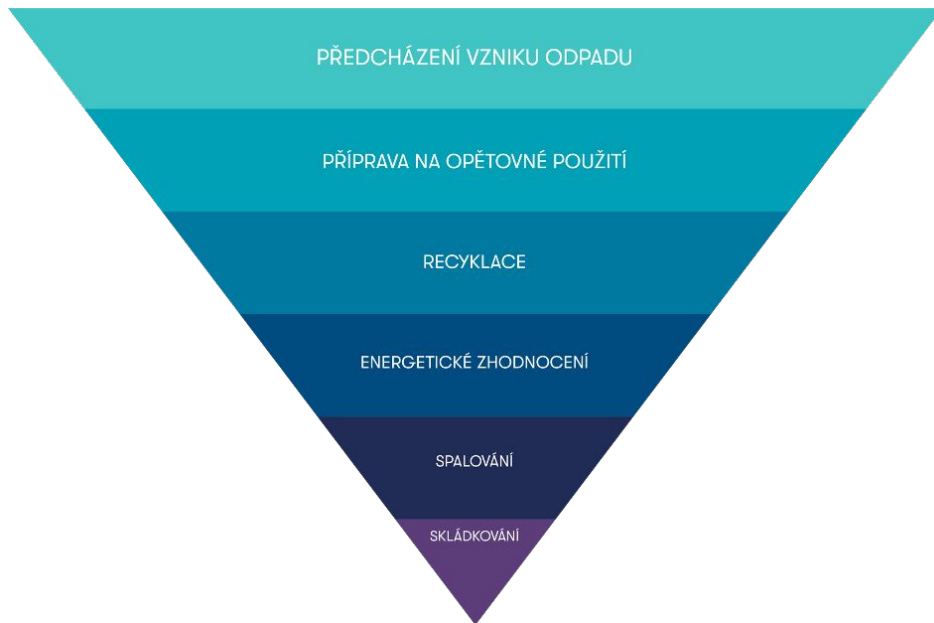 PŘEDCHÁZENÍ VZNIKU ODPADU
PŘÍPRAVA NA OPĚTOVNÉ POUŽITÍ
RECYKLACE
ENERGETICKÉ ZHODNOCENÍ
SPALOVÁNÍ
SKLÁDKOVÁNÍ